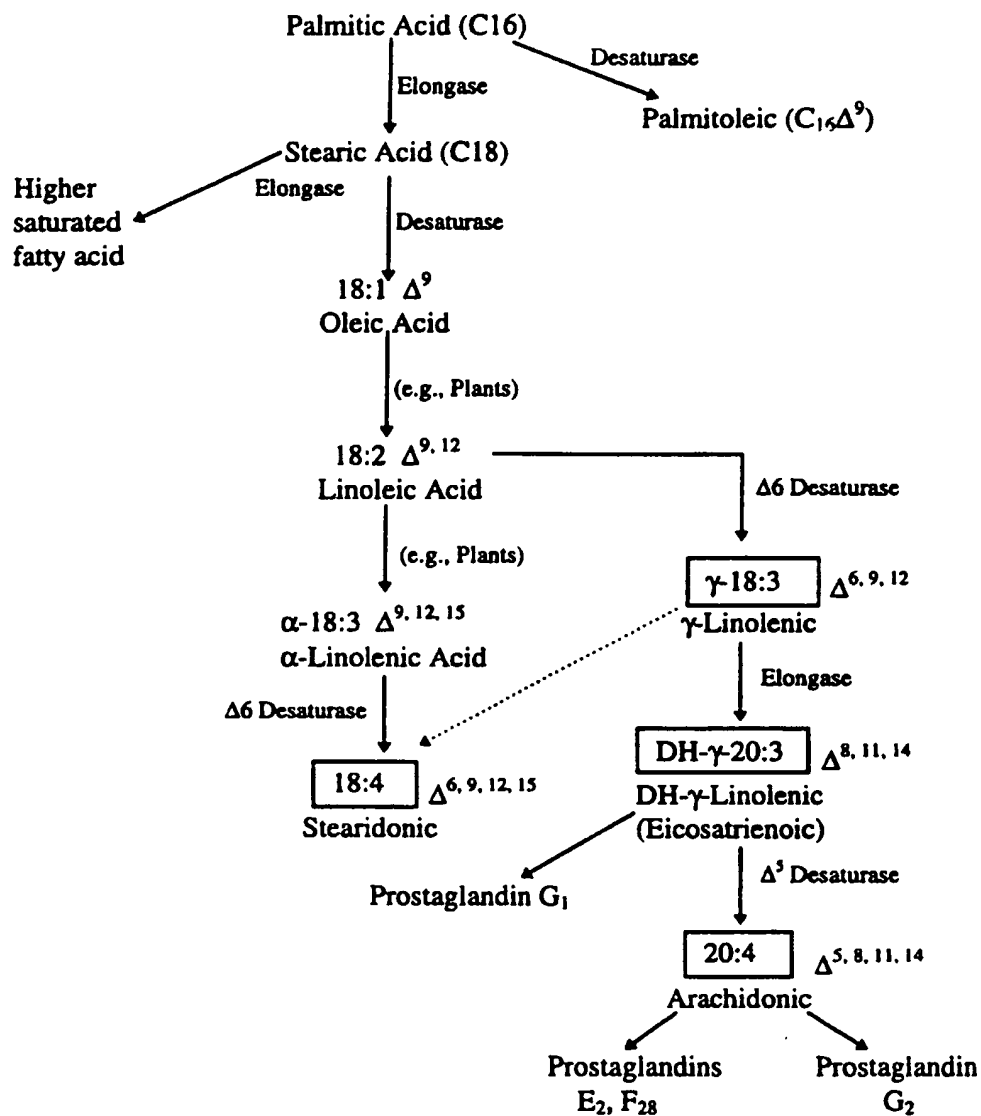 Palmitic Acid (C16)
Desaturase
Elongase
Palmitoleic (C₁₆Δ⁹)
Stearic Acid (C18)
Elongase
Higher
saturated
fatty acid
Desaturase
18:1 Δ⁹
Oleic Acid
(e.g., Plants)
18:2 Δ⁹, ¹²
Linoleic Acid
Δ6 Desaturase
(e.g., Plants)
γ-18:3 Δ⁶, ⁹, ¹²
γ-Linolenic
α-18:3 Δ⁹, ¹², ¹⁵
α-Linolenic Acid
Elongase
Δ6 Desaturase
DH-γ-20:3 Δ⁸, ¹¹, ¹⁴
DH-γ-Linolenic
(Eicosatrienoic)
18:4 Δ⁶, ⁹, ¹², ¹⁵
Stearidonic
Δ⁵ Desaturase
Prostaglandin G₁
20:4 Δ⁵, ⁸, ¹¹, ¹⁴
Arachidonic
Prostaglandins
E₂, F₂₈
Prostaglandin
G₂